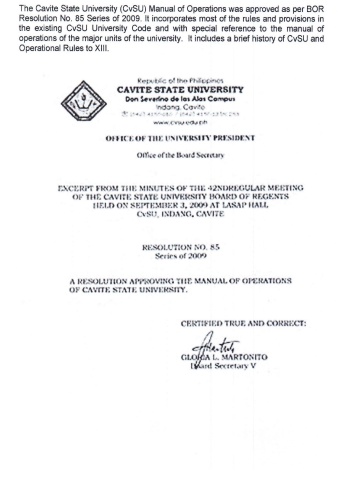 The Cavite State University (CvSU) Manual of Operations was approved as per BOR
Resolution No. 85 Series of 2009. It incorporates most of the rules and provisions in
the existing CvSU University Code and with special reference to the manual of
operations of the major units of the university. It includes a brief history of CvSU and
Operational Rules to XIII.
Republic of the Philippines
CAVITE STATE UNIVERSITY
Don Severino de las Alas Campus
Indang, Cavite
www.cvsu.edu.ph
OFFICE OF THE UNIVERSITY PRESIDENT
Office of the Board Secretary
EXCERPT FROM THE MINUTES OF THE 42NDREGULAR MEETING
OF THE CAVITE STATE UNIVERSITY BOARD OF REGENTS
HELD ON SEPTEMBER 3, 2009 AT LASAP HALL
CvSU, INDANG, CAVITE
RESOLUTION NO. 85
Series of 2009
A RESOLUTION APPROVING THE MANUAL OF OPERATIONS
OF CAVITE STATE UNIVERSITY.
CERTIFIED TRUE AND CORRECT:
L. MARTONITO
Board Secretary V